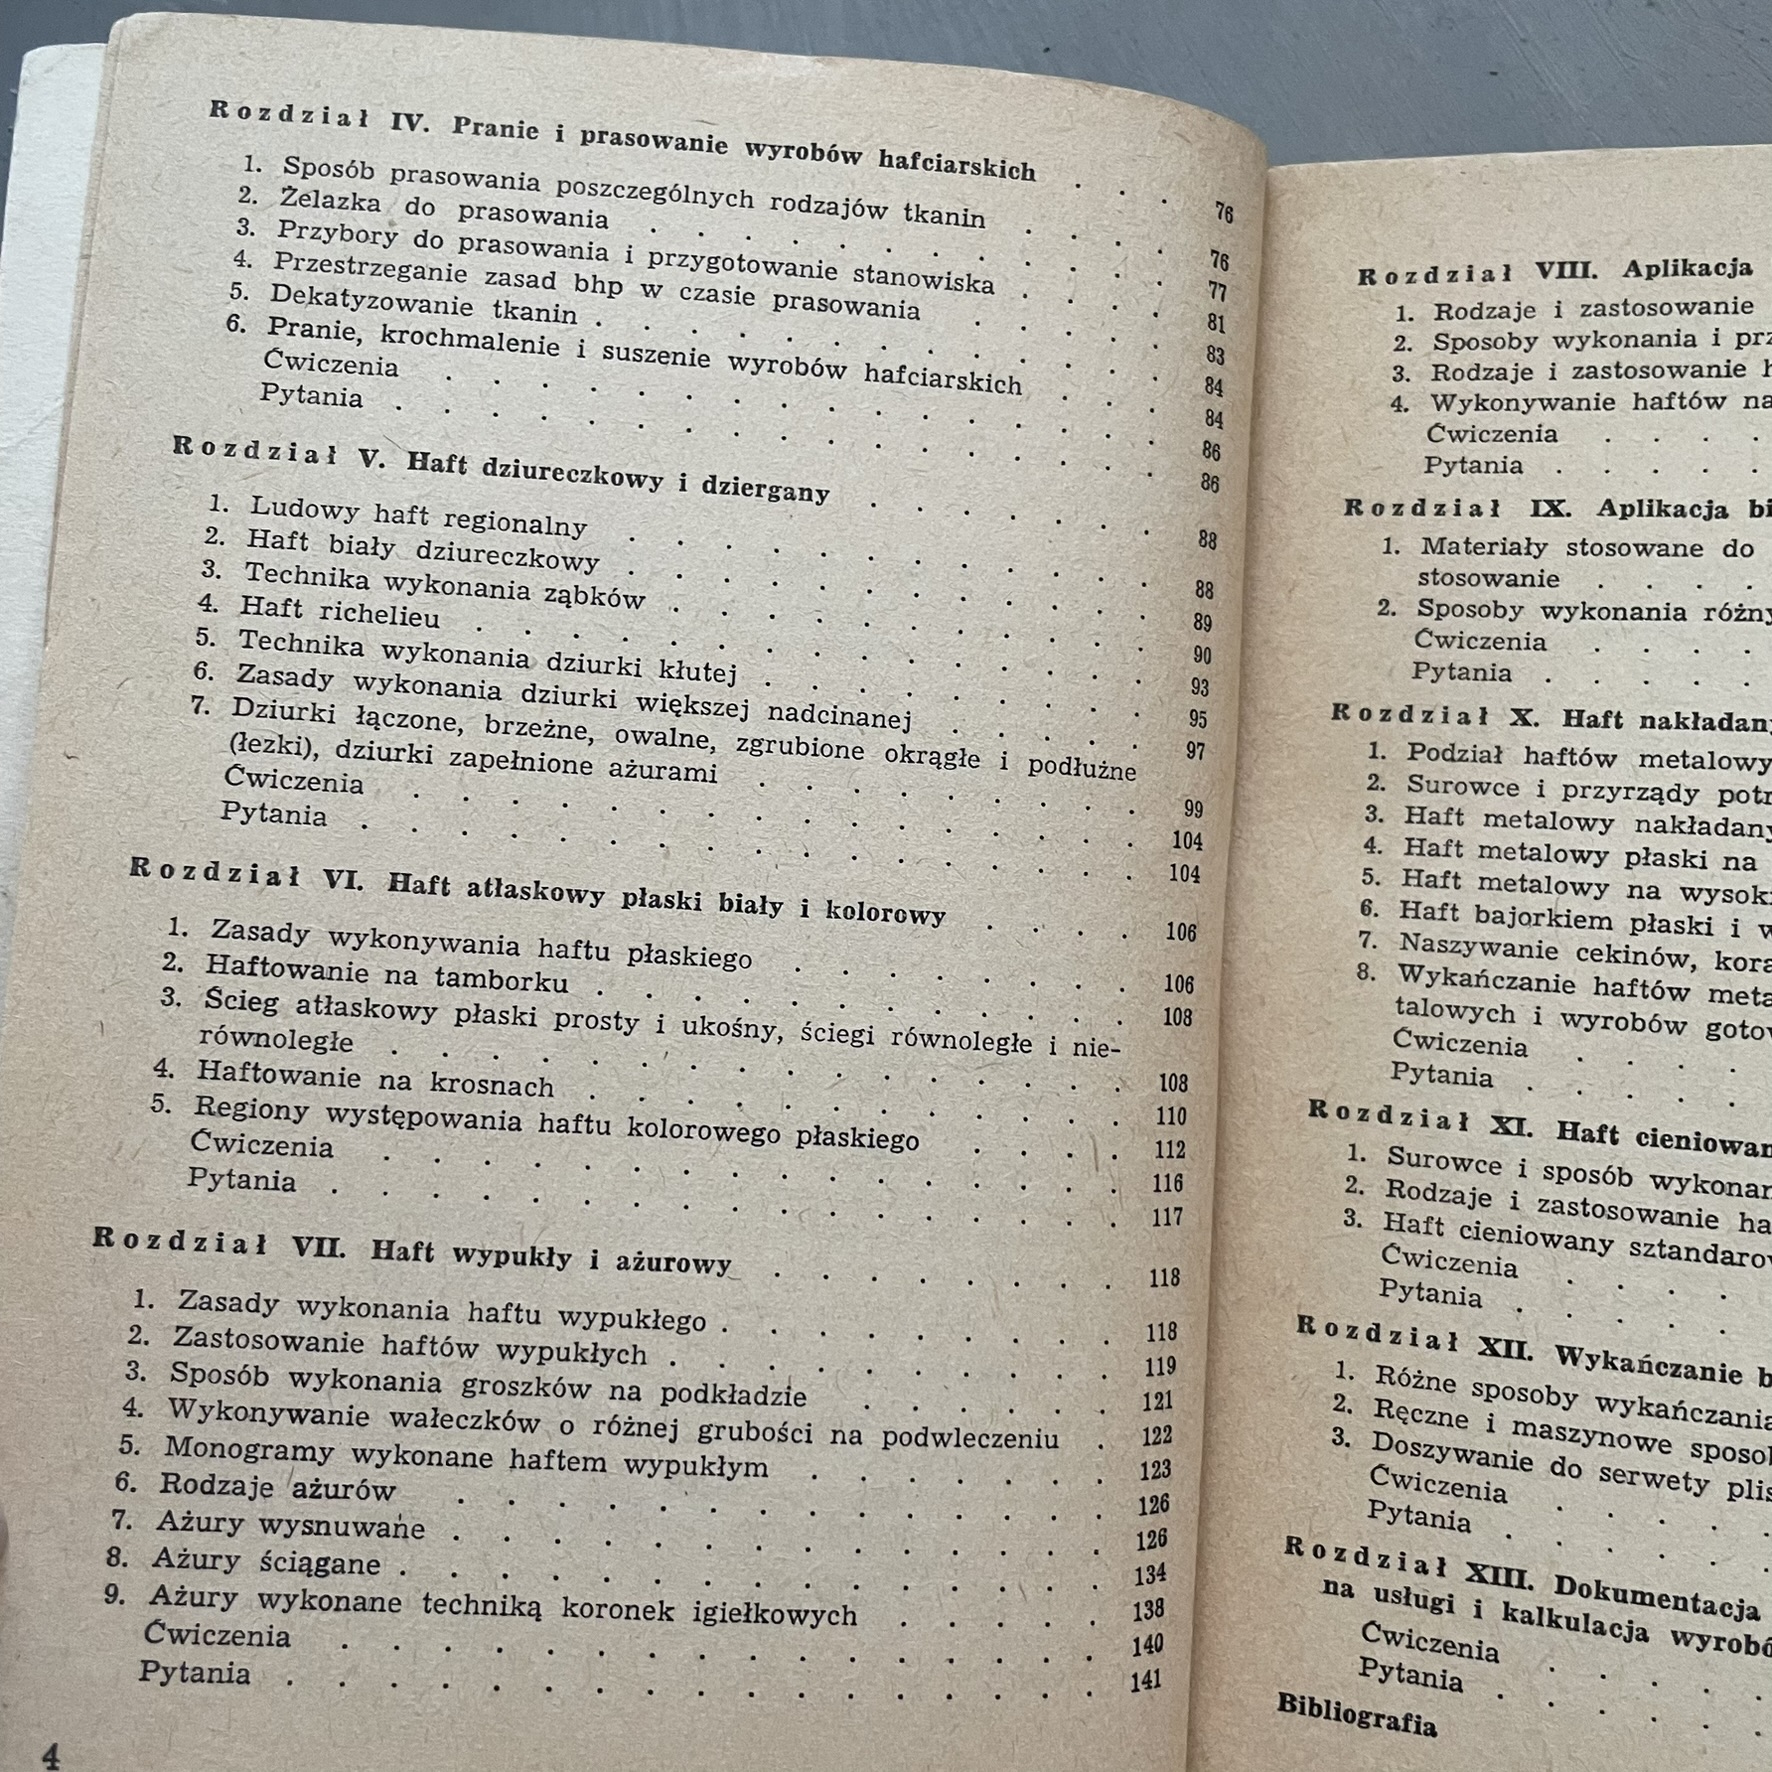 Rozdział IV. Pranie i prasowanie wyrobów hafciarskich . . . 76
1. Sposób prasowania poszczególnych rodzajów tkanin . . . . 76
2. Żelazka do prasowania . . . . . . . . . . . . 77
3. Przybory do prasowania i przygotowanie stanowiska . . . . 81
4. Przestrzeganie zasad bhp w czasie prasowania . . . . . 83
5. Dekatyzowanie tkanin . . . . . . . . . . . . 84
6. Pranie, krochmalenie i suszenie wyrobów hafciarskich . . . 84
Ćwiczenia . . . . . . . . . . . . . . . 86
Pytania . . . . . . . . . . . . . . . . 86
Rozdział V. Haft dziureczkowy i dziergany . . . . . . . 88
1. Ludowy haft regionalny . . . . . . . . . . . . 88
2. Haft biały dziureczkowy . . . . . . . . . . . . 89
3. Technika wykonania ząbków . . . . . . . . . . . 90
4. Haft richelieu . . . . . . . . . . . . . . 93
5. Technika wykonania dziurki kłutej . . . . . . . . . 95
6. Zasady wykonania dziurki większej nadcinanej . . . . . 97
7. Dziurki łączone, brzeżne, owalne, zgrubione okrągłe i podłużne
(łezki), dziurki zapełnione ażurami . . . . . . . . . 99
Ćwiczenia . . . . . . . . . . . . . . . 104
Pytania . . . . . . . . . . . . . . . . 104
Rozdział VI. Haft atłaskowy płaski biały i kolorowy . . . . 106
1. Zasady wykonywania haftu płaskiego . . . . . . . . 106
2. Haftowanie na tamborku . . . . . . . . . . . . 108
3. Ścieg atłaskowy płaski prosty i ukośny, ściegi równoległe i nie-
równoległe . . . . . . . . . . . . . . . 108
4. Haftowanie na krosnach . . . . . . . . . . . . 110
5. Regiony występowania haftu kolorowego płaskiego . . . . 112
Ćwiczenia . . . . . . . . . . . . . . . 116
Pytania . . . . . . . . . . . . . . . . 117
Rozdział VII. Haft wypukły i ażurowy . . . . . . . . 118
1. Zasady wykonania haftu wypukłego . . . . . . . . . 118
2. Zastosowanie haftów wypukłych . . . . . . . . . . 119
3. Sposób wykonania groszków na podkładzie . . . . . . 121
4. Wykonywanie wałeczków o różnej grubości na podwleczeniu . 122
5. Monogramy wykonane haftem wypukłym . . . . . . . 123
6. Rodzaje ażurów . . . . . . . . . . . . . . 126
7. Ażury wysnuwane . . . . . . . . . . . . . . 126
8. Ażury ściągane . . . . . . . . . . . . . . 134
9. Ażury wykonane techniką koronek igiełkowych . . . . . 138
Ćwiczenia . . . . . . . . . . . . . . . 140
Pytania . . . . . . . . . . . . . . . . 141
4
Rozdział VIII. Aplikacja
1. Rodzaje i zastosowanie
2. Sposoby wykonania i
3. Rodzaje i zastosowanie
4. Wykonywanie haftów na
Ćwiczenia . . . .
Pytania . . . . .
Rozdział IX. Aplikacja
1. Materiały stosowane do
stosowanie . . . .
2. Sposoby wykonania
Ćwiczenia . . . .
Pytania . . . . .
Rozdział X. Haft
1. Podział haftów
2. Surowce i przyrządy
3. Haft metalowy
4. Haft metalowy płaski na
5. Haft metalowy na
6. Haft bajorkiem płaski i
7. Naszywanie cekinów,
8. Wykańczanie haftów
talowych i wyrobów
Ćwiczenia . . . .
Pytania . . . . .
Rozdział XI. Haft
1. Surowce i sposób
2. Rodzaje i zastosowanie
3. Haft cieniowany
Ćwiczenia . . . .
Pytania . . . . .
Rozdział XII. Wykańczanie
1. Różne sposoby wykańczania
2. Ręczne i maszynowe
3. Doszywanie do serwety
Ćwiczenia . . . .
Pytania . . . . .
Rozdział XIII. Dokumentacja
na usługi i kalkulacja
Ćwiczenia . . . .
Pytania . . . . .
Bibliografia